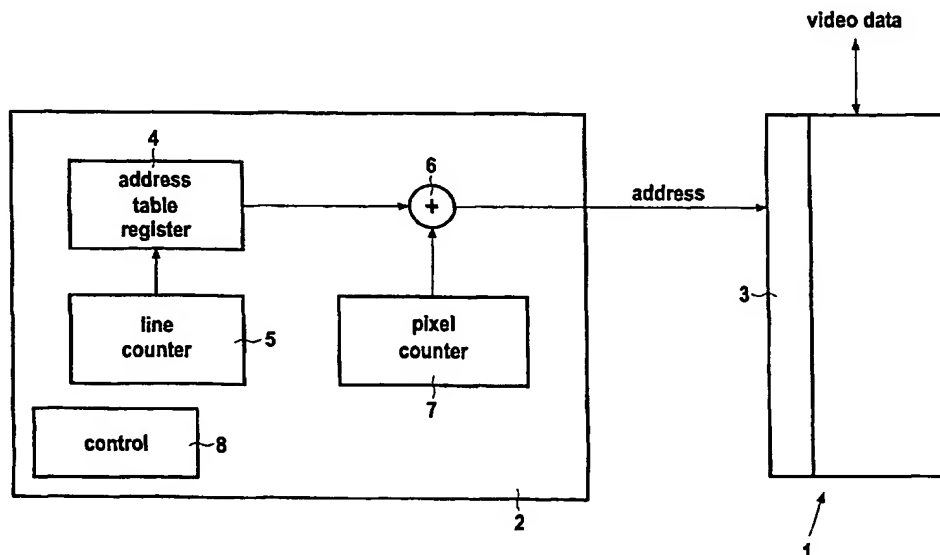 video data
4
address
table
register
6
+
address
3
line
counter
5
pixel
counter
7
control
8
2
1